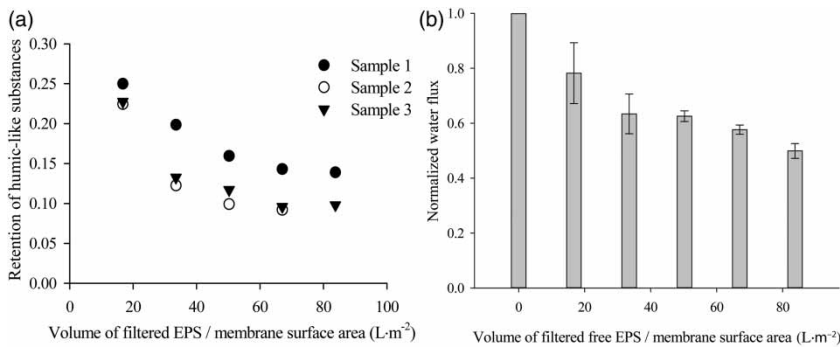 (a)
0.30
0.25
0.20
0.15
0.10
0.05
0.00
Retention of humic-like substances
Sample 1
Sample 2
Sample 3
0 20 40 60 80 100
Volume of filtered EPS / membrane surface area (L·m⁻²)
(b)
1.0
0.8
0.6
0.4
0.2
0.0
Normalized water flux
0 20 40 60 80
Volume of filtered free EPS / membrane surface area (L·m⁻²)